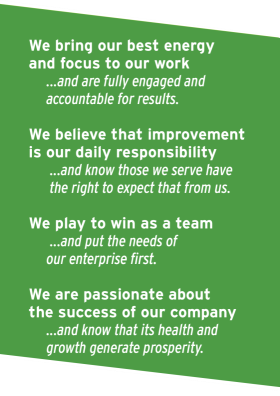 We bring our best energy
and focus to our work
...and are fully engaged and
accountable for results.
We believe that improvement
is our daily responsibility
...and know those we serve have
the right to expect that from us.
We play to win as a team
...and put the needs of
our enterprise first.
We are passionate about
the success of our company
...and know that its health and
growth generate prosperity.